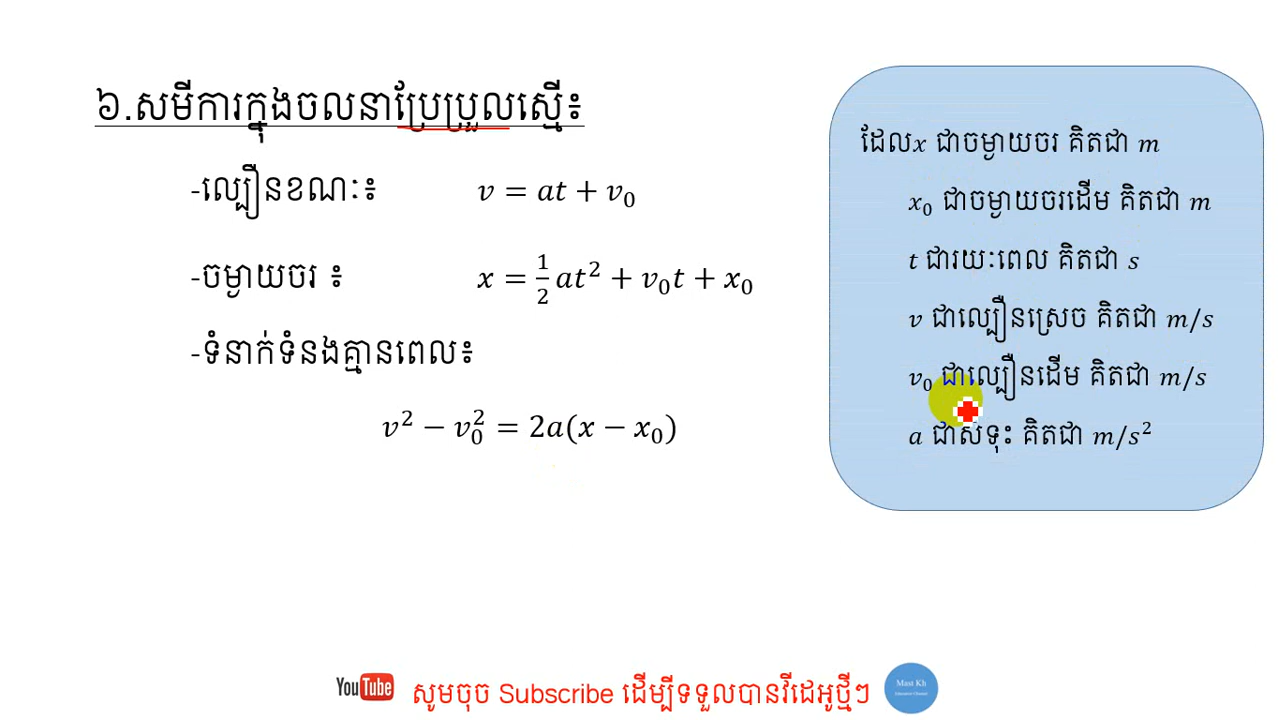 ៦.សមីការក្នុងចលនាប្រែប្រួលស្មើ៖
-ល្បឿនខណៈ៖ v = at + v₀
-ចម្ងាយចរ ៖ x = 1/2 at² + v₀t + x₀
-ទំនាក់ទំនងគ្មានពេល៖
v² − v₀² = 2a(x − x₀)
ដែលx ជាចម្ងាយចរ គិតជា m
x₀ ជាចម្ងាយចរដើម គិតជា m
t ជារយៈពេល គិតជា s
v ជាល្បឿនស្រេច គិតជា m/s
v₀ ជាល្បឿនដើម គិតជា m/s
a ជាសំទុះ គិតជា m/s²
YouTube សូមចុច Subscribe ដើម្បីទទួលបានវីដេអូថ្មីៗ
Mast Kh